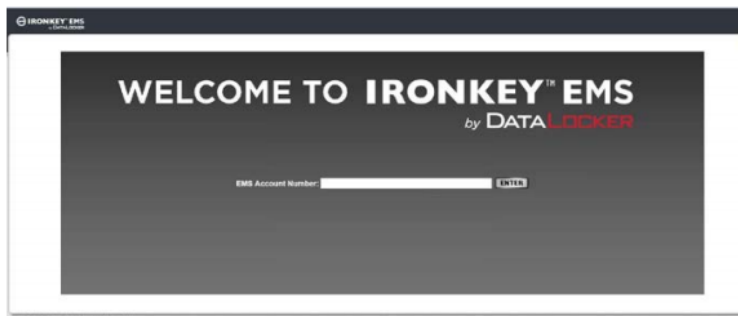 IRONKEY EMS
by DATALOCKER
WELCOME TO IRONKEY™ EMS
by DATALOCKER
EMS Account Number:
ENTER